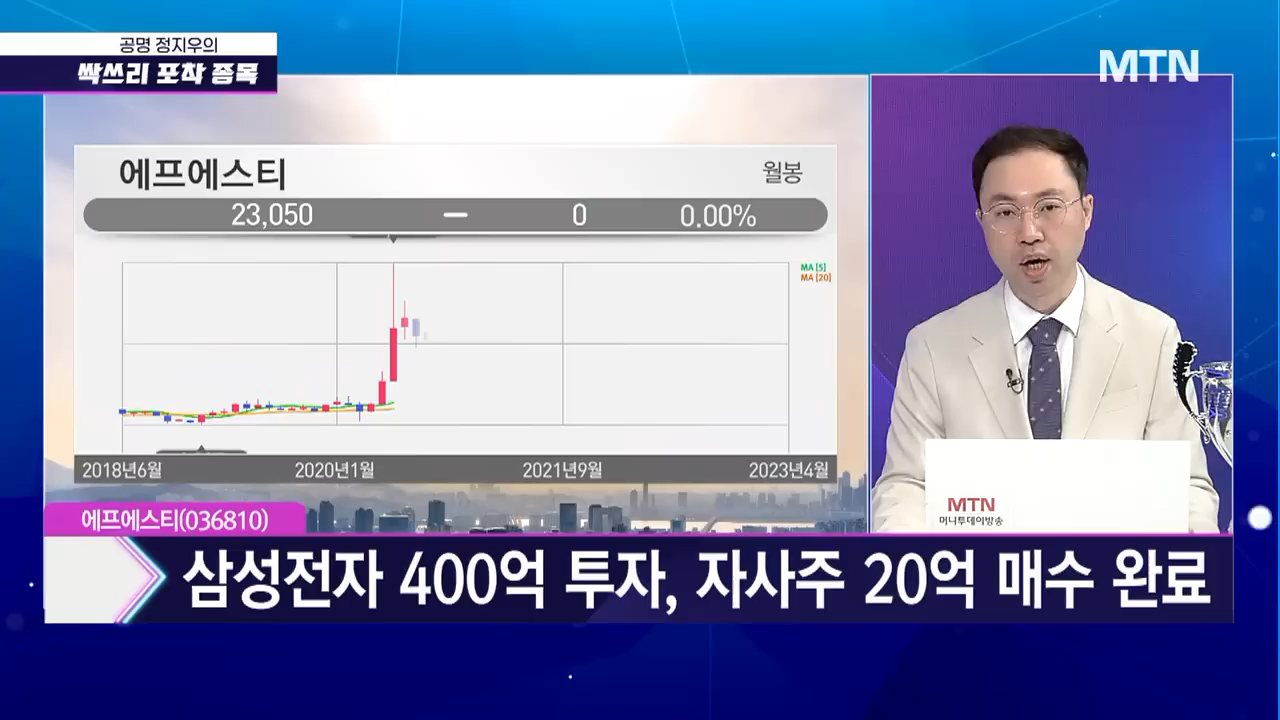 공명 정지우의
싹쓰리 포착 종목
MTN
에프에스티
월봉
23,050 — 0 0.00%
MA [5]
MA [20]
2018년6월 2020년1월 2021년9월 2023년4월
에프에스티(036810)
삼성전자 400억 투자, 자사주 20억 매수 완료
MTN
머니투데이방송